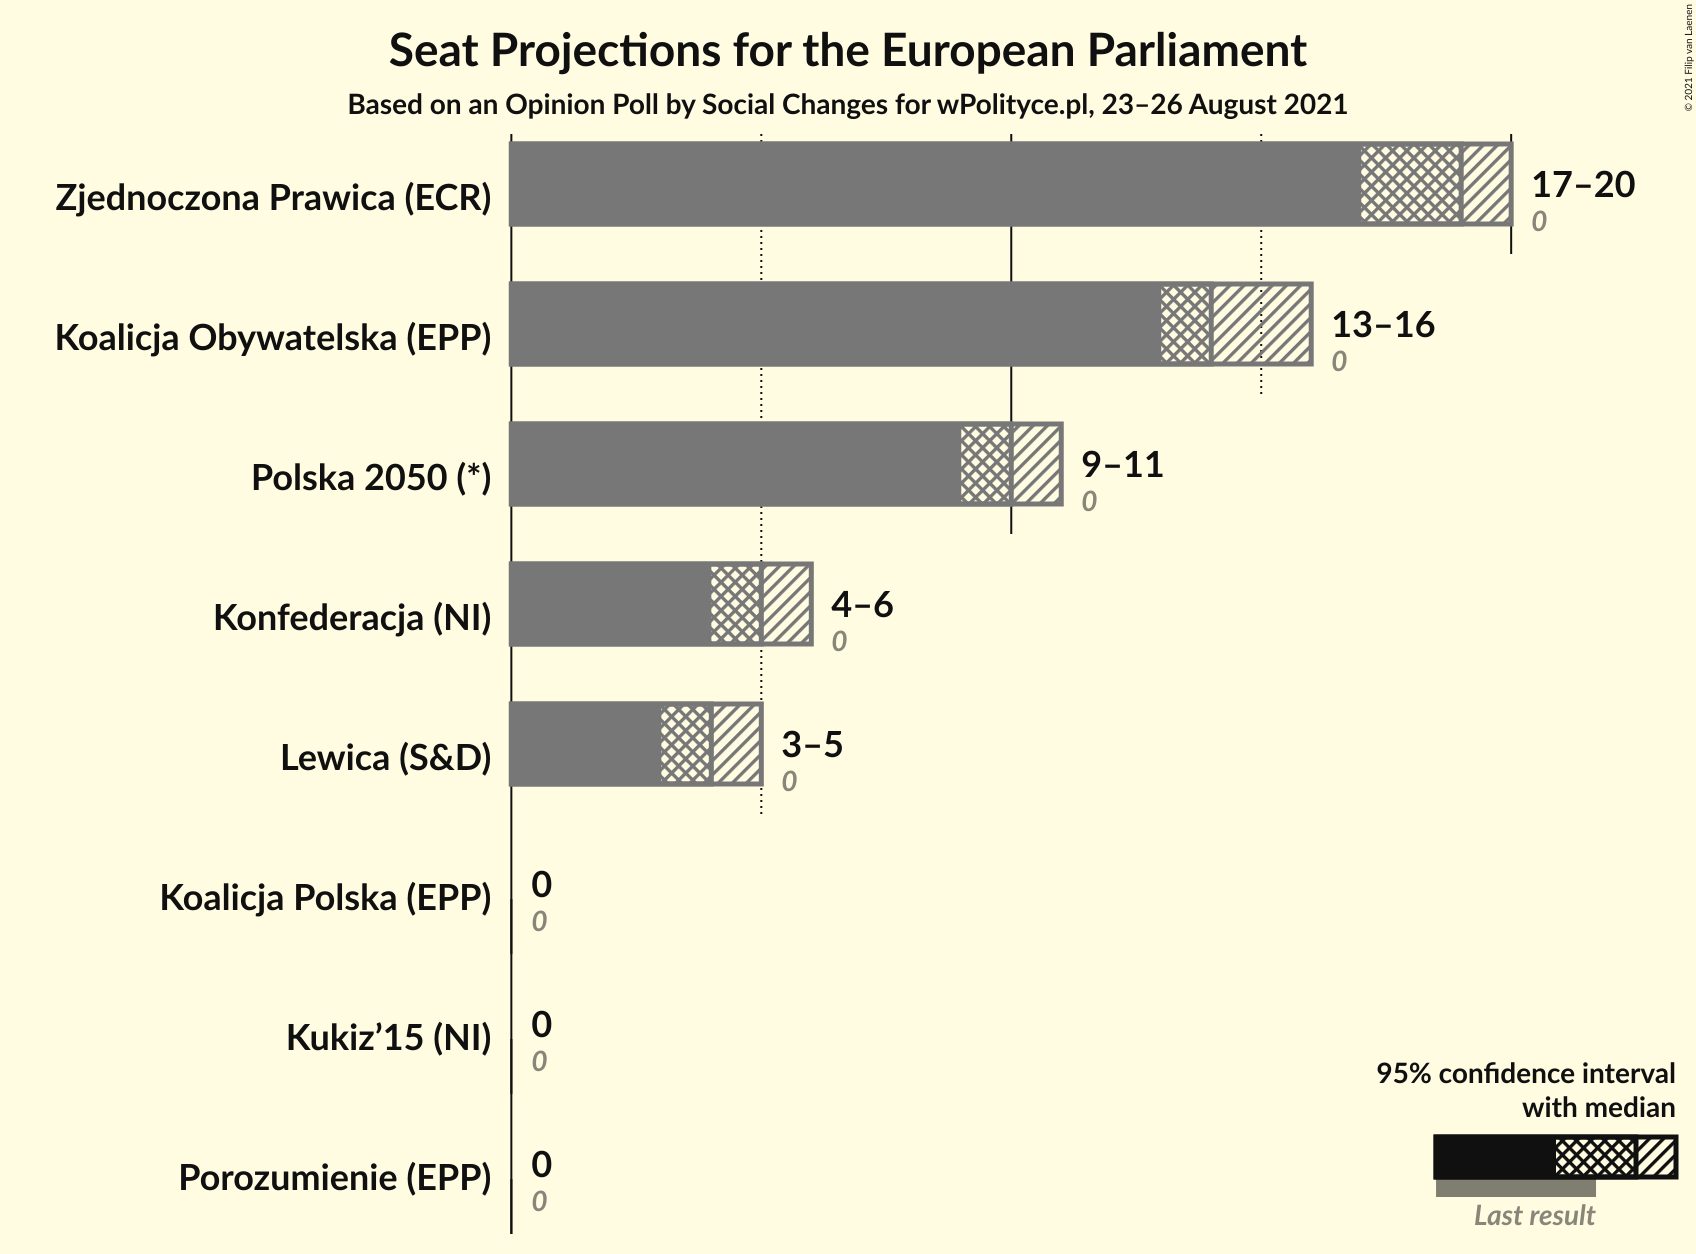 Seat Projections for the European Parliament
Based on an Opinion Poll by Social Changes for wPolityce.pl, 23–26 August 2021
© 2021 Filip van Laenen
Zjednoczona Prawica (ECR)
17–20
0
Koalicja Obywatelska (EPP)
13–16
0
Polska 2050 (*)
9–11
0
Konfederacja (NI)
4–6
0
Lewica (S&D)
3–5
0
Koalicja Polska (EPP)
0
0
Kukiz’15 (NI)
0
0
Porozumienie (EPP)
0
0
95% confidence interval
with median
Last result